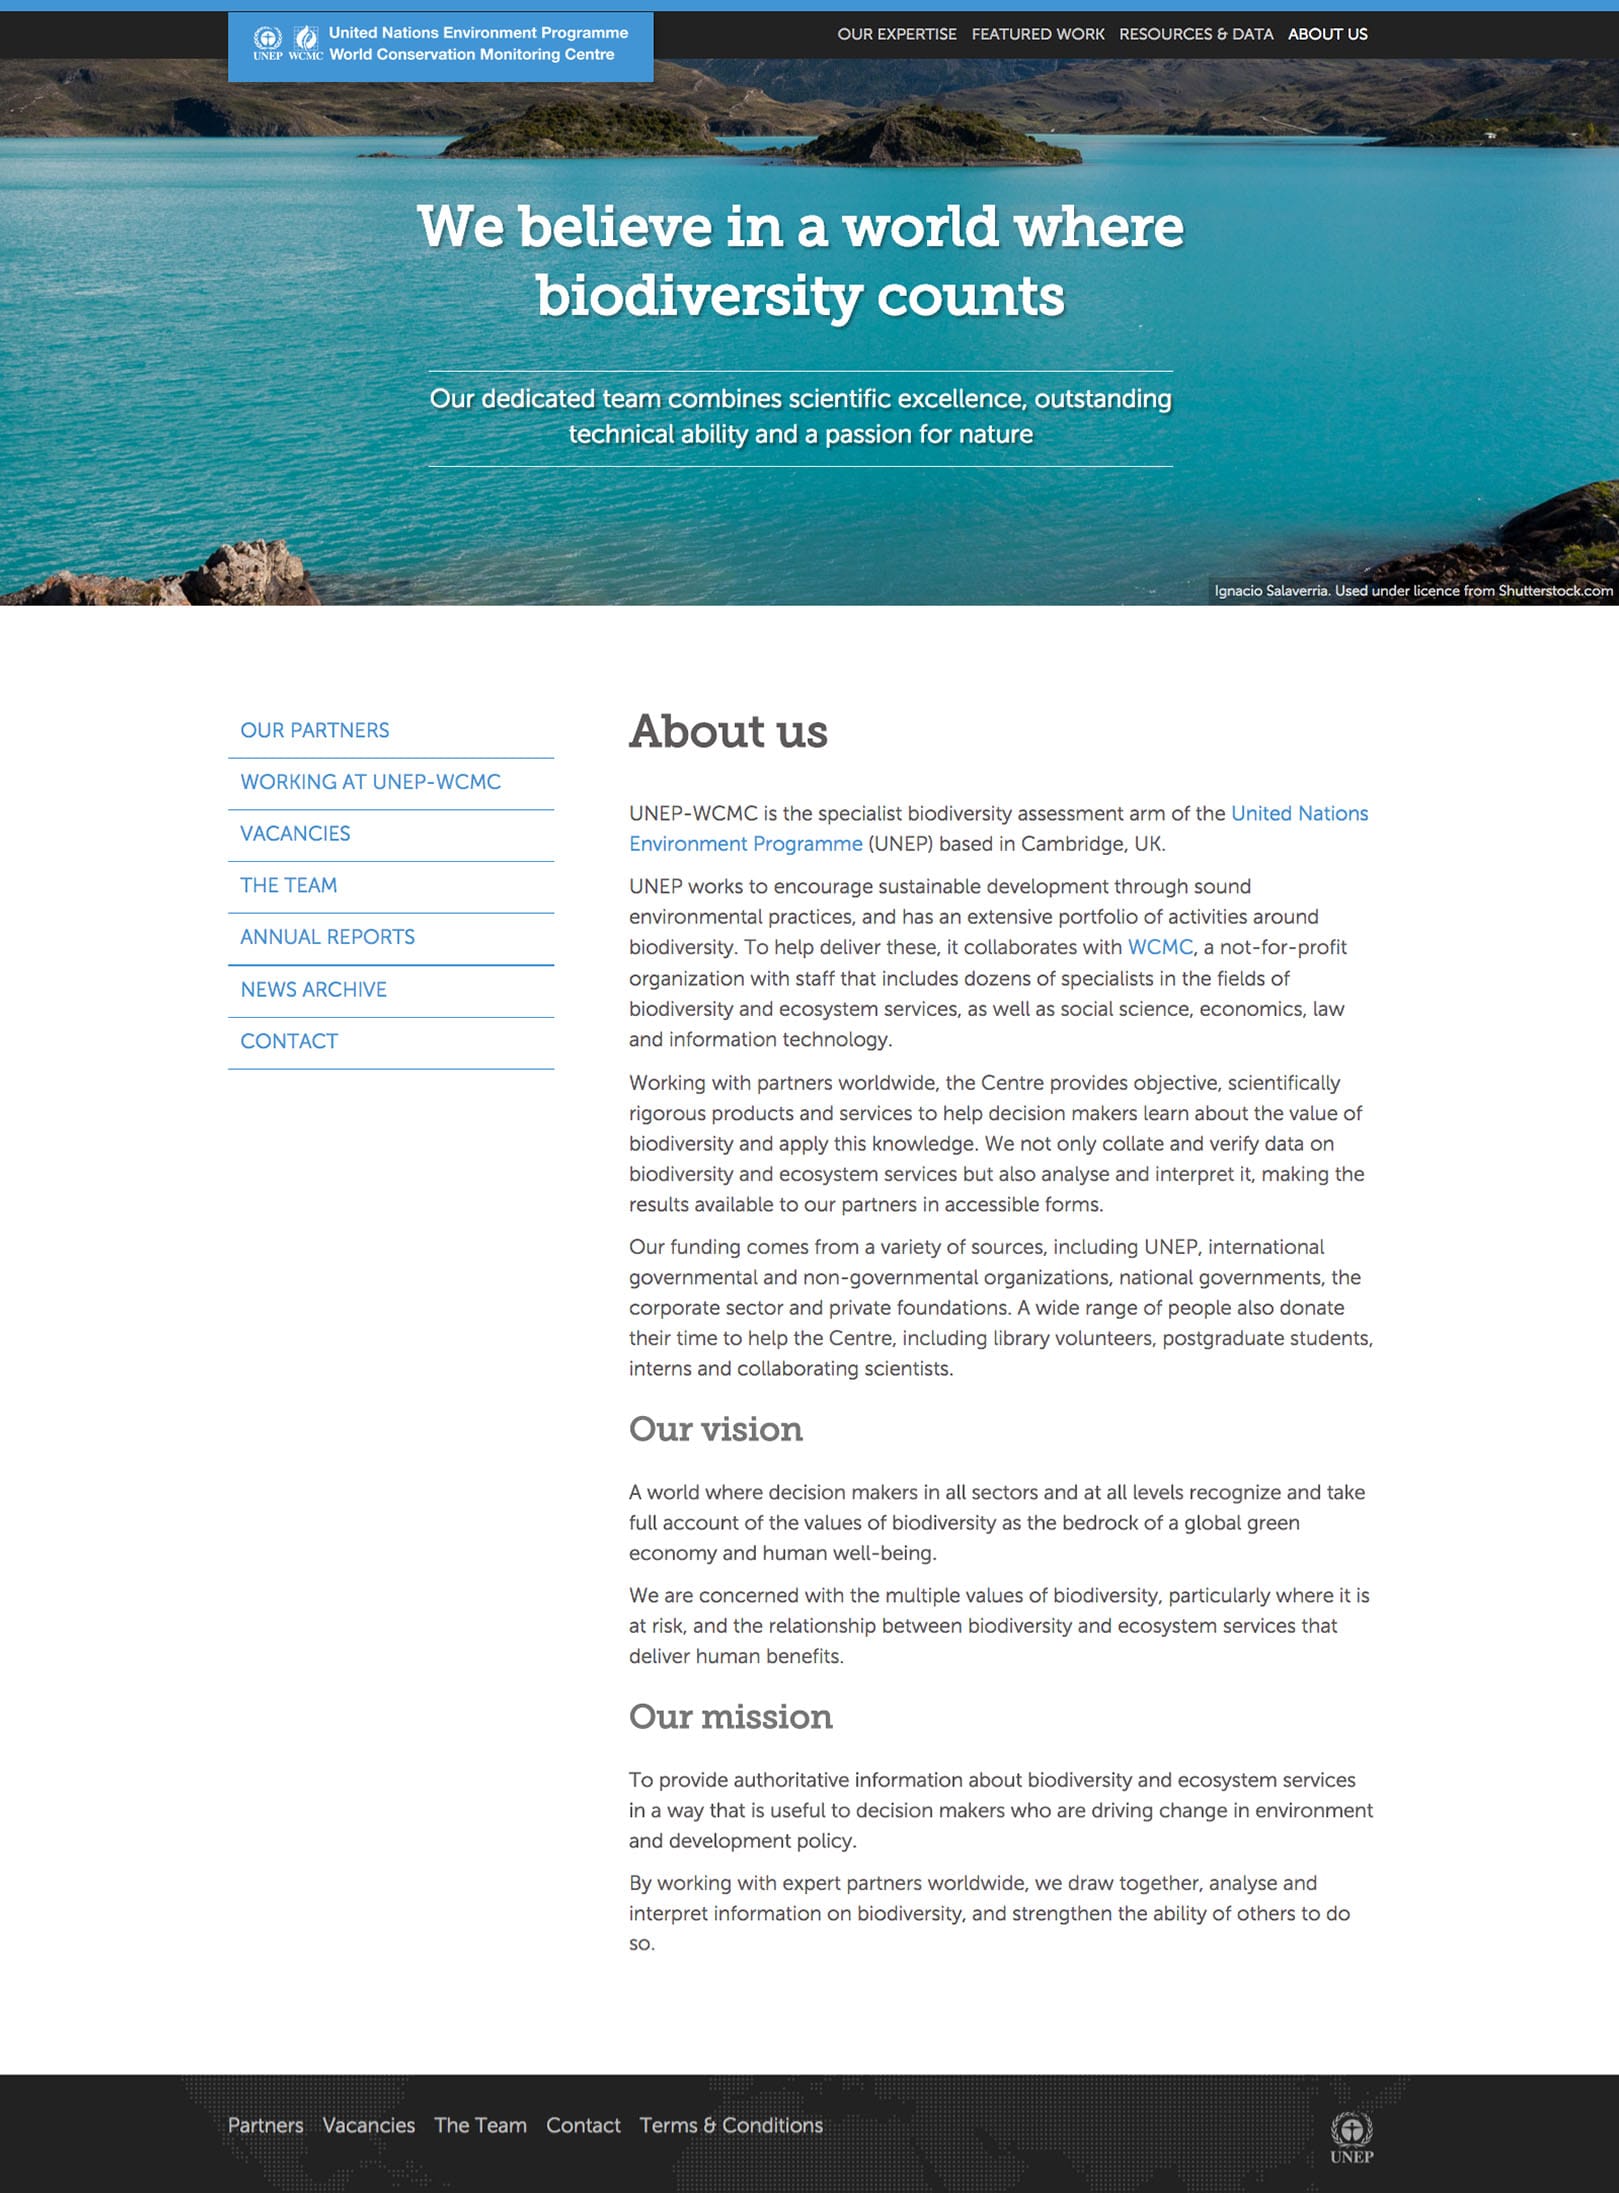 United Nations Environment Programme
World Conservation Monitoring Centre
UNEP WCMC
OUR EXPERTISE FEATURED WORK RESOURCES & DATA ABOUT US
We believe in a world where
biodiversity counts
Our dedicated team combines scientific excellence, outstanding
technical ability and a passion for nature
Ignacio Salaverria. Used under licence from Shutterstock.com
OUR PARTNERS
WORKING AT UNEP-WCMC
VACANCIES
THE TEAM
ANNUAL REPORTS
NEWS ARCHIVE
CONTACT
About us
UNEP-WCMC is the specialist biodiversity assessment arm of the United Nations
Environment Programme (UNEP) based in Cambridge, UK.
UNEP works to encourage sustainable development through sound
environmental practices, and has an extensive portfolio of activities around
biodiversity. To help deliver these, it collaborates with WCMC, a not-for-profit
organization with staff that includes dozens of specialists in the fields of
biodiversity and ecosystem services, as well as social science, economics, law
and information technology.
Working with partners worldwide, the Centre provides objective, scientifically
rigorous products and services to help decision makers learn about the value of
biodiversity and apply this knowledge. We not only collate and verify data on
biodiversity and ecosystem services but also analyse and interpret it, making the
results available to our partners in accessible forms.
Our funding comes from a variety of sources, including UNEP, international
governmental and non-governmental organizations, national governments, the
corporate sector and private foundations. A wide range of people also donate
their time to help the Centre, including library volunteers, postgraduate students,
interns and collaborating scientists.
Our vision
A world where decision makers in all sectors and at all levels recognize and take
full account of the values of biodiversity as the bedrock of a global green
economy and human well-being.
We are concerned with the multiple values of biodiversity, particularly where it is
at risk, and the relationship between biodiversity and ecosystem services that
deliver human benefits.
Our mission
To provide authoritative information about biodiversity and ecosystem services
in a way that is useful to decision makers who are driving change in environment
and development policy.
By working with expert partners worldwide, we draw together, analyse and
interpret information on biodiversity, and strengthen the ability of others to do
so.
Partners Vacancies The Team Contact Terms & Conditions
UNEP